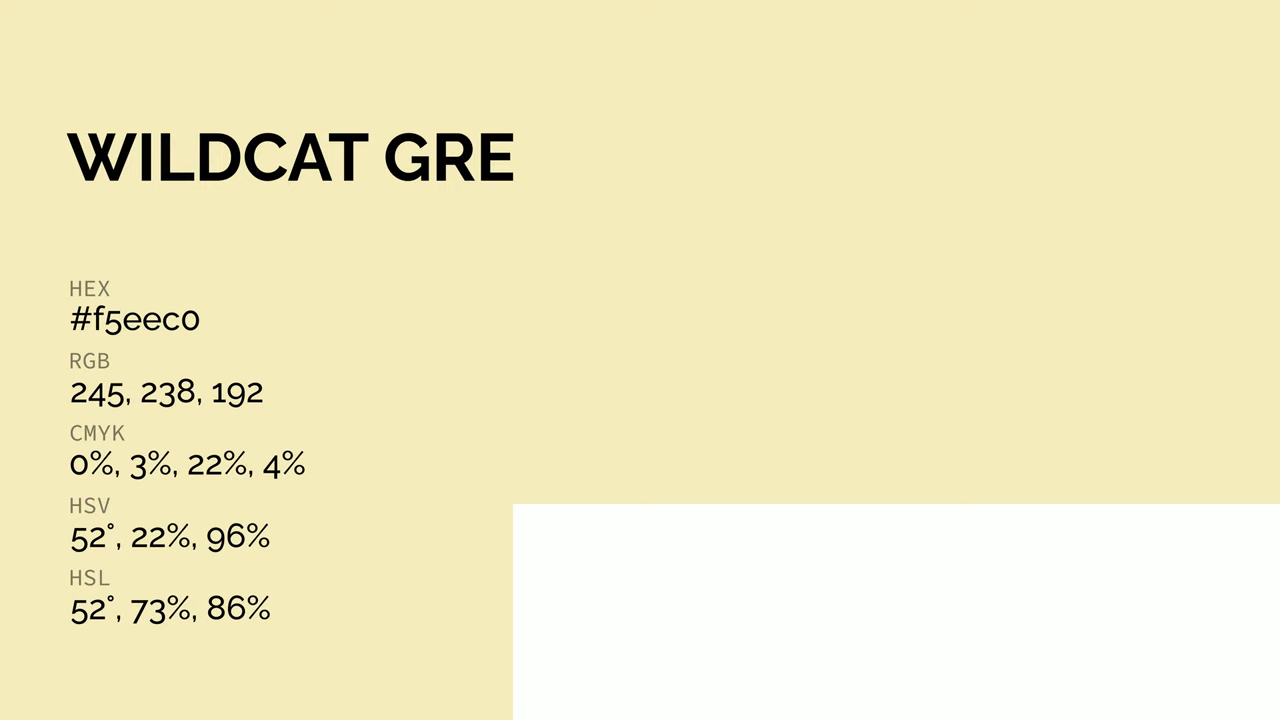 WILDCAT GRE
HEX
#f5eec0
RGB
245, 238, 192
CMYK
0%, 3%, 22%, 4%
HSV
52°, 22%, 96%
HSL
52°, 73%, 86%